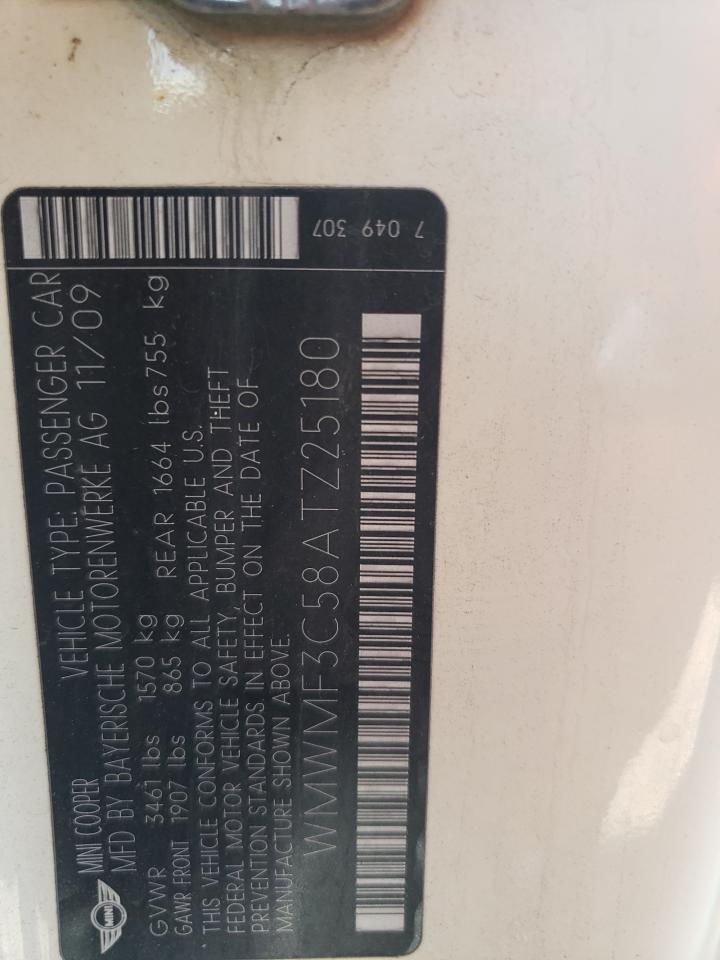 MINI COOPER VEHICLE TYPE: PASSENGER CAR
MFD BY BAYERISCHE MOTORENWERKE AG 11/09
GVWR 3461 lbs 1570 kg
GAWR FRONT 1907 lbs 865 kg REAR 1664 lbs 755 kg
THIS VEHICLE CONFORMS TO ALL APPLICABLE U.S.
FEDERAL MOTOR VEHICLE SAFETY, BUMPER AND THEFT
PREVENTION STANDARDS IN EFFECT ON THE DATE OF
MANUFACTURE SHOWN ABOVE.
WMWMF3C58ATZ25180
7 049 307
MINI